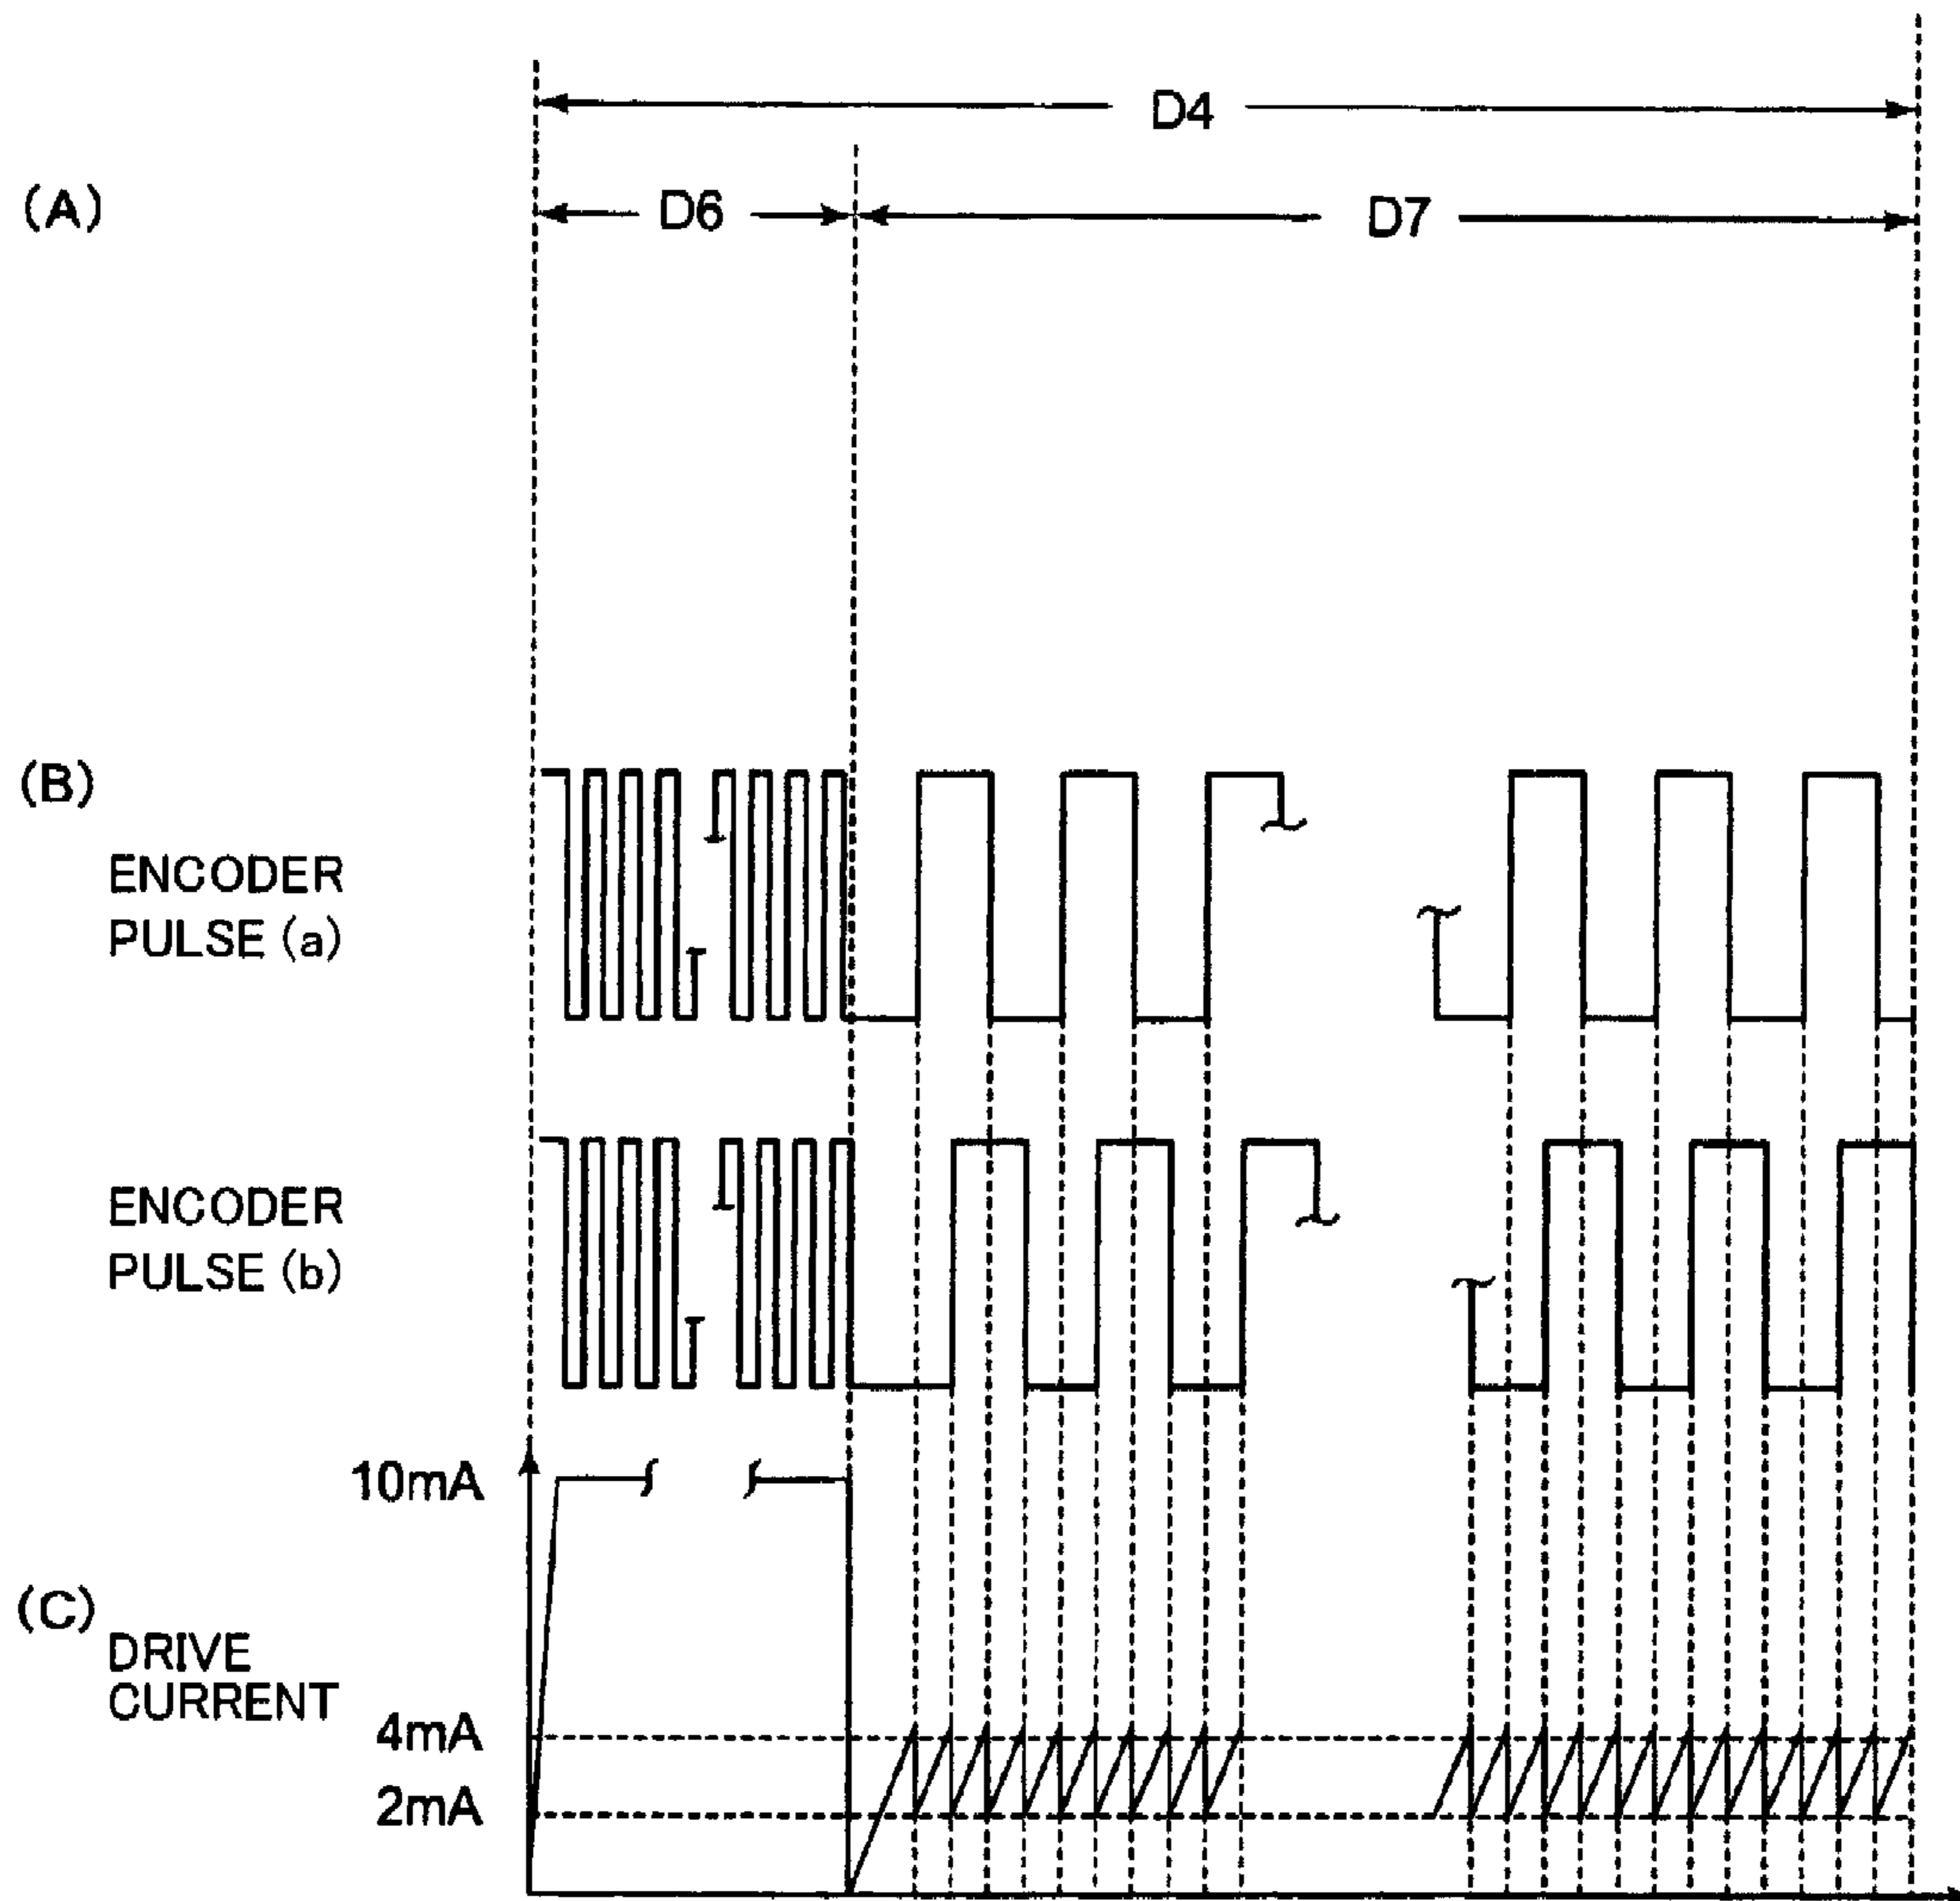 D4
(A)
D6
D7
(B)
ENCODER
PULSE (a)
ENCODER
PULSE (b)
10mA
(C)
DRIVE
CURRENT
4mA
2mA